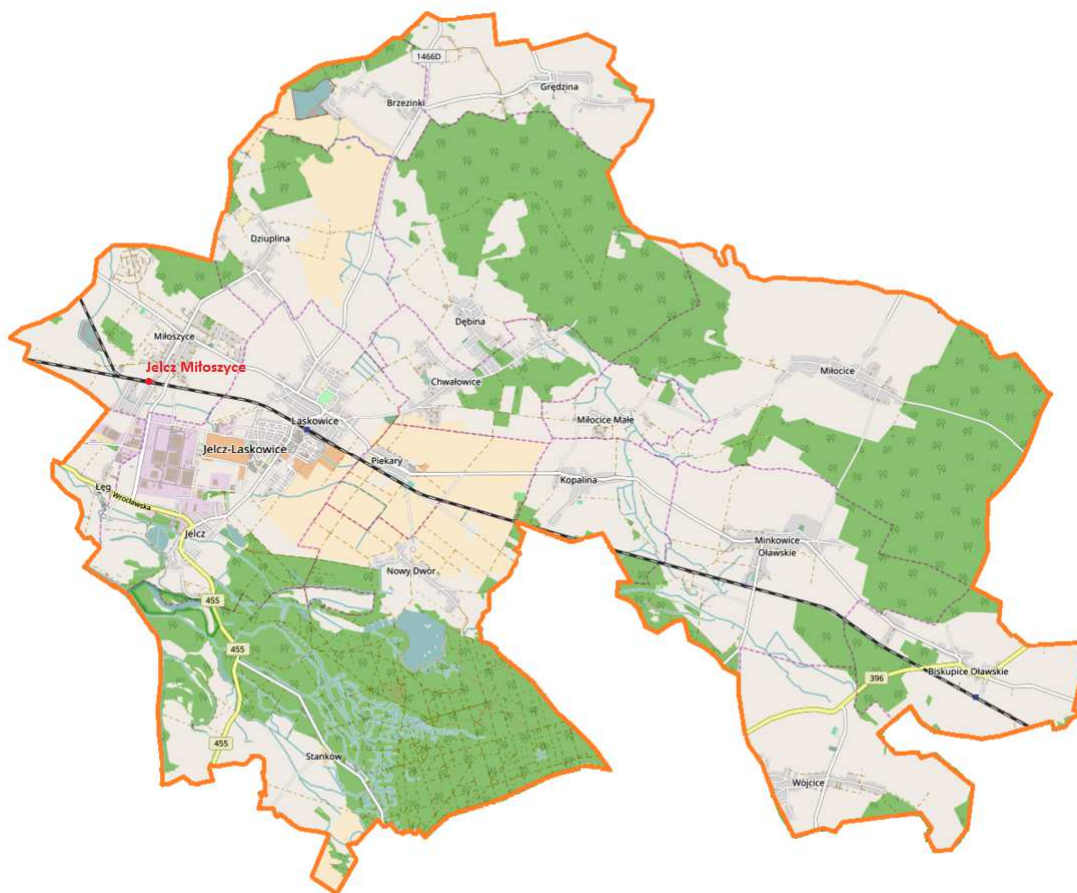 1466D
Grędzina
Brzezinki
Dziuplina
Dębina
Miłoszyce
Jelcz Miłoszyce
Miłocice
Chwałowice
Laskowice
Miłocice Małe
Jelcz-Laskowice
Piekary
Kopalina
Łęg
Wrocławska
Jelcz
Minkowice
Oławskie
Nowy Dwór
455
455
396
Biskupice Oławskie
455
Stanków
Wójcice